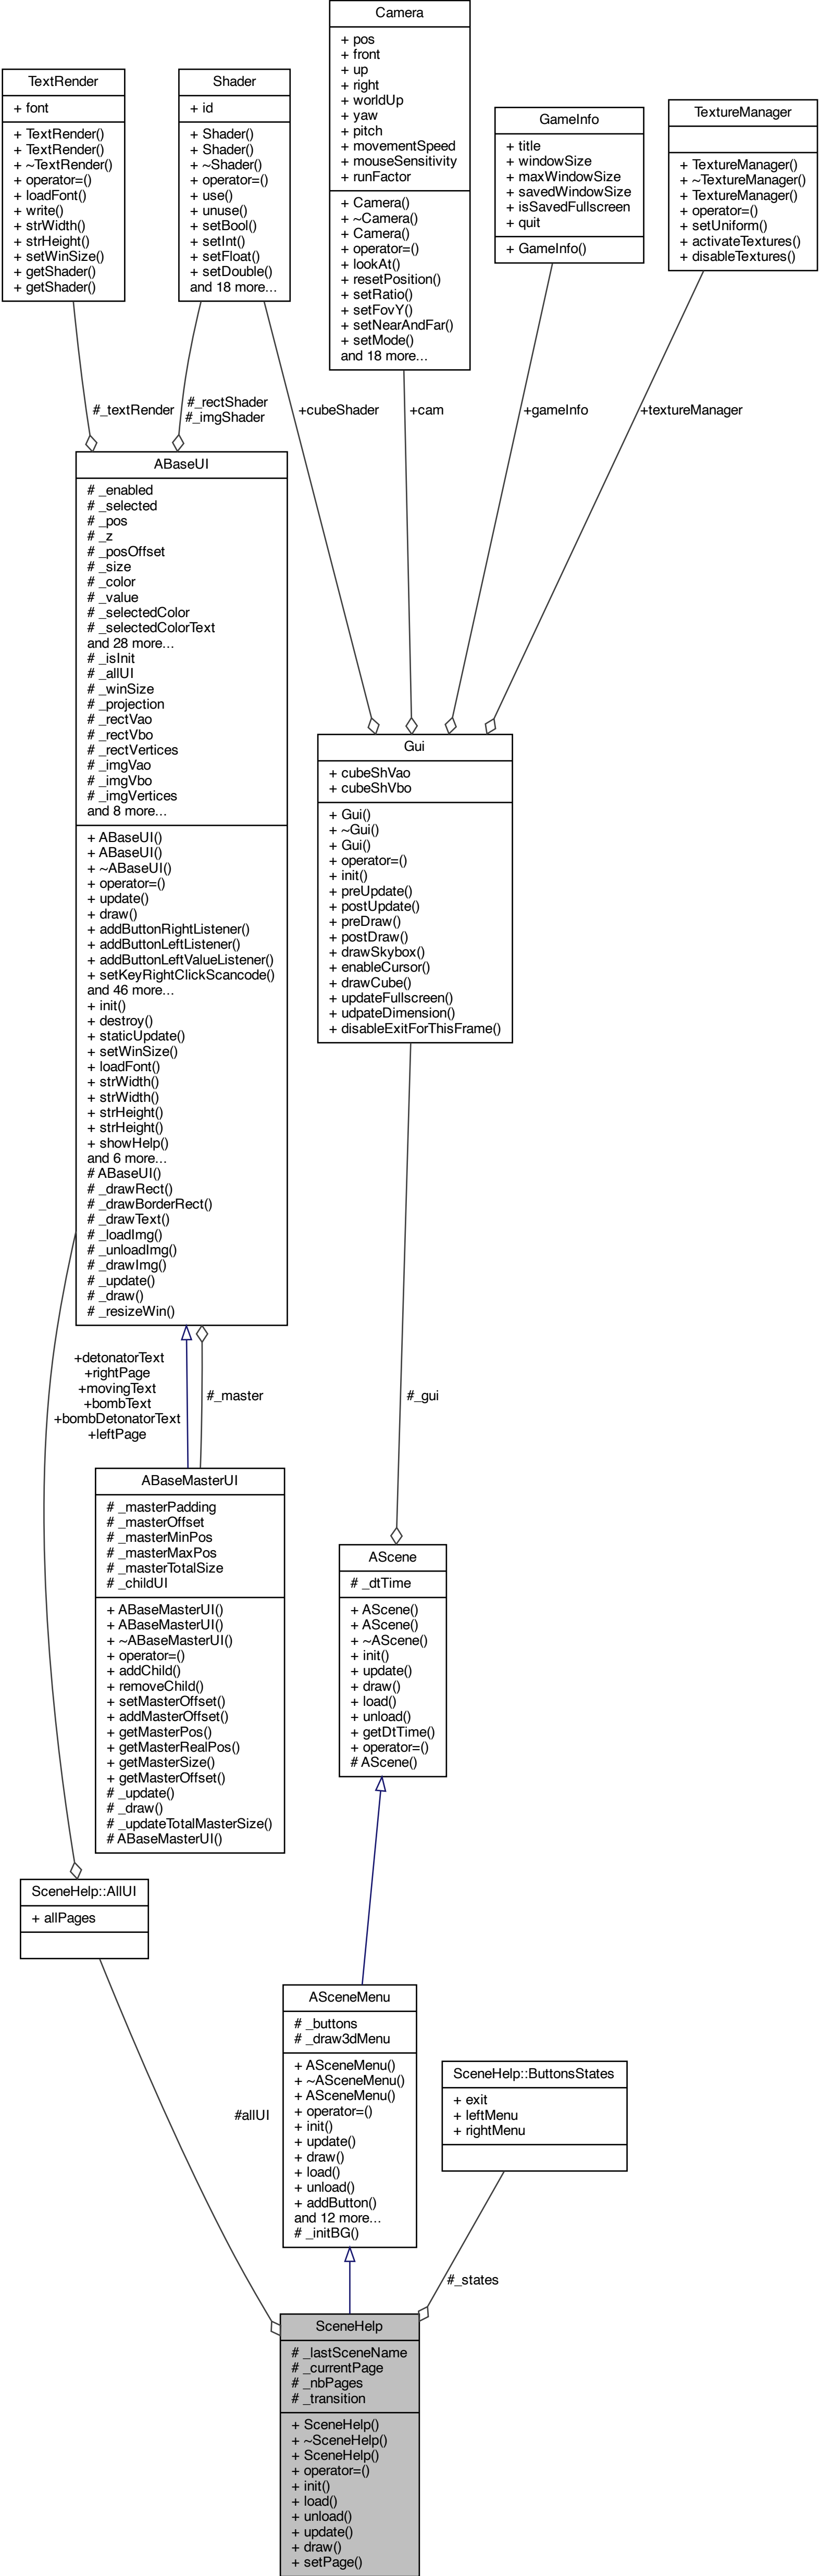 Camera
+ pos
+ front
+ up
+ right
+ worldUp
+ yaw
+ pitch
+ movementSpeed
+ mouseSensitivity
+ runFactor
+ Camera()
+ ~Camera()
+ Camera()
+ operator=()
+ lookAt()
+ resetPosition()
+ setRatio()
+ setFovY()
+ setNearAndFar()
+ setMode()
and 18 more...
TextRender
+ font
+ TextRender()
+ TextRender()
+ ~TextRender()
+ operator=()
+ loadFont()
+ write()
+ strWidth()
+ strHeight()
+ setWinSize()
+ getShader()
+ getShader()
Shader
+ id
+ Shader()
+ Shader()
+ ~Shader()
+ operator=()
+ use()
+ unuse()
+ setBool()
+ setInt()
+ setFloat()
+ setDouble()
and 18 more...
GameInfo
+ title
+ windowSize
+ maxWindowSize
+ savedWindowSize
+ isSavedFullscreen
+ quit
+ GameInfo()
TextureManager
+ TextureManager()
+ ~TextureManager()
+ TextureManager()
+ operator=()
+ setUniform()
+ activateTextures()
+ disableTextures()
#_textRender
#_rectShader
#_imgShader
+cubeShader
+cam
+gameInfo
+textureManager
ABaseUI
# _enabled
# _selected
# _pos
# _z
# _posOffset
# _size
# _color
# _value
# _selectedColor
# _selectedColorText
and 28 more...
# _isInit
# _allUI
# _winSize
# _projection
# _rectVao
# _rectVbo
# _rectVertices
# _imgVao
# _imgVbo
# _imgVertices
and 8 more...
+ ABaseUI()
+ ABaseUI()
+ ~ABaseUI()
+ operator=()
+ update()
+ draw()
+ addButtonRightListener()
+ addButtonLeftListener()
+ addButtonLeftValueListener()
+ setKeyRightClickScancode()
and 46 more...
+ init()
+ destroy()
+ staticUpdate()
+ setWinSize()
+ loadFont()
+ strWidth()
+ strWidth()
+ strHeight()
+ strHeight()
+ showHelp()
and 6 more...
# ABaseUI()
# _drawRect()
# _drawBorderRect()
# _drawText()
# _loadImg()
# _unloadImg()
# _drawImg()
# _update()
# _draw()
# _resizeWin()
Gui
+ cubeShVao
+ cubeShVbo
+ Gui()
+ ~Gui()
+ Gui()
+ operator=()
+ init()
+ preUpdate()
+ postUpdate()
+ preDraw()
+ postDraw()
+ drawSkybox()
+ enableCursor()
+ drawCube()
+ updateFullscreen()
+ udpateDimension()
+ disableExitForThisFrame()
+detonatorText
+rightPage
+movingText
+bombText
+bombDetonatorText
+leftPage
#_master
#_gui
ABaseMasterUI
# _masterPadding
# _masterOffset
# _masterMinPos
# _masterMaxPos
# _masterTotalSize
# _childUI
+ ABaseMasterUI()
+ ABaseMasterUI()
+ ~ABaseMasterUI()
+ operator=()
+ addChild()
+ removeChild()
+ setMasterOffset()
+ addMasterOffset()
+ getMasterPos()
+ getMasterRealPos()
+ getMasterSize()
+ getMasterOffset()
# _update()
# _draw()
# _updateTotalMasterSize()
# ABaseMasterUI()
AScene
# _dtTime
+ AScene()
+ AScene()
+ ~AScene()
+ init()
+ update()
+ draw()
+ load()
+ unload()
+ getDtTime()
+ operator=()
# AScene()
SceneHelp::AllUI
+ allPages
ASceneMenu
# _buttons
# _draw3dMenu
+ ASceneMenu()
+ ~ASceneMenu()
+ ASceneMenu()
+ operator=()
+ init()
+ update()
+ draw()
+ load()
+ unload()
+ addButton()
and 12 more...
# _initBG()
SceneHelp::ButtonsStates
+ exit
+ leftMenu
+ rightMenu
#allUI
#_states
SceneHelp
# _lastSceneName
# _currentPage
# _nbPages
# _transition
+ SceneHelp()
+ ~SceneHelp()
+ SceneHelp()
+ operator=()
+ init()
+ load()
+ unload()
+ update()
+ draw()
+ setPage()